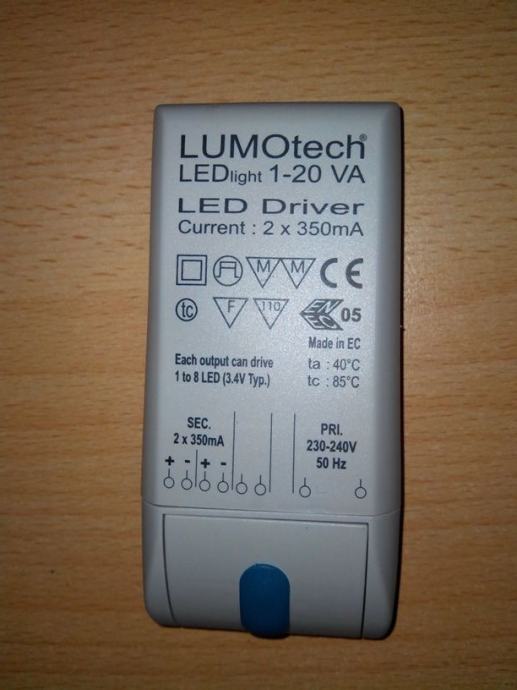 LUMOtech®
LEDlight 1-20 VA
LED Driver
Current : 2 x 350mA
M M CE
tc F 110 ENEC 05
Made in EC
Each output can drive
1 to 8 LED (3.4V Typ.)
ta : 40°C
tc : 85°C
SEC.
2 x 350mA
+ - + -
PRI.
230-240V
50 Hz